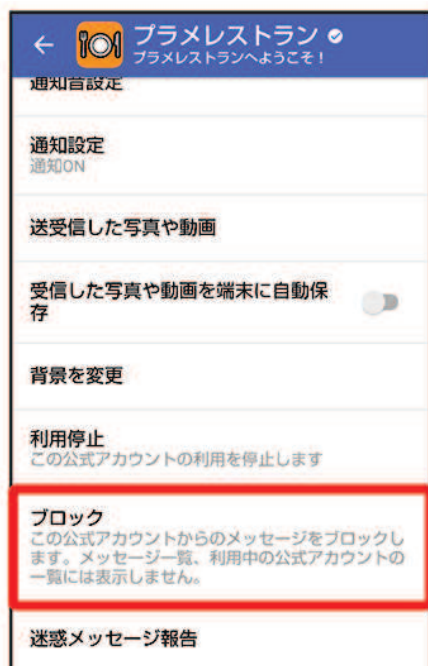 プラメレストラン
プラメレストランへようこそ！
通知音設定
通知設定
通知ON
送受信した写真や動画
受信した写真や動画を端末に自動保
存
背景を変更
利用停止
この公式アカウントの利用を停止します
ブロック
この公式アカウントからのメッセージをブロックし
ます。メッセージ一覧、利用中の公式アカウントの
一覧には表示しません。
迷惑メッセージ報告